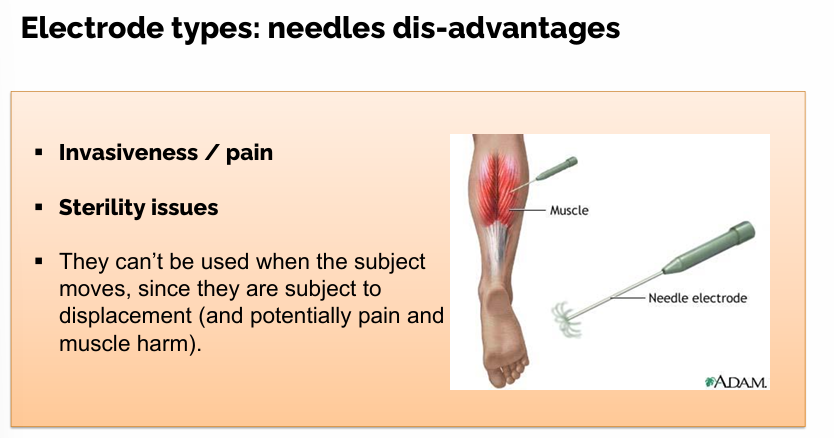 Electrode types: needles dis-advantages
▪ Invasiveness / pain
▪ Sterility issues
▪ They can’t be used when the subject
moves, since they are subject to
displacement (and potentially pain and
muscle harm).
Muscle
Needle electrode
ADAM.